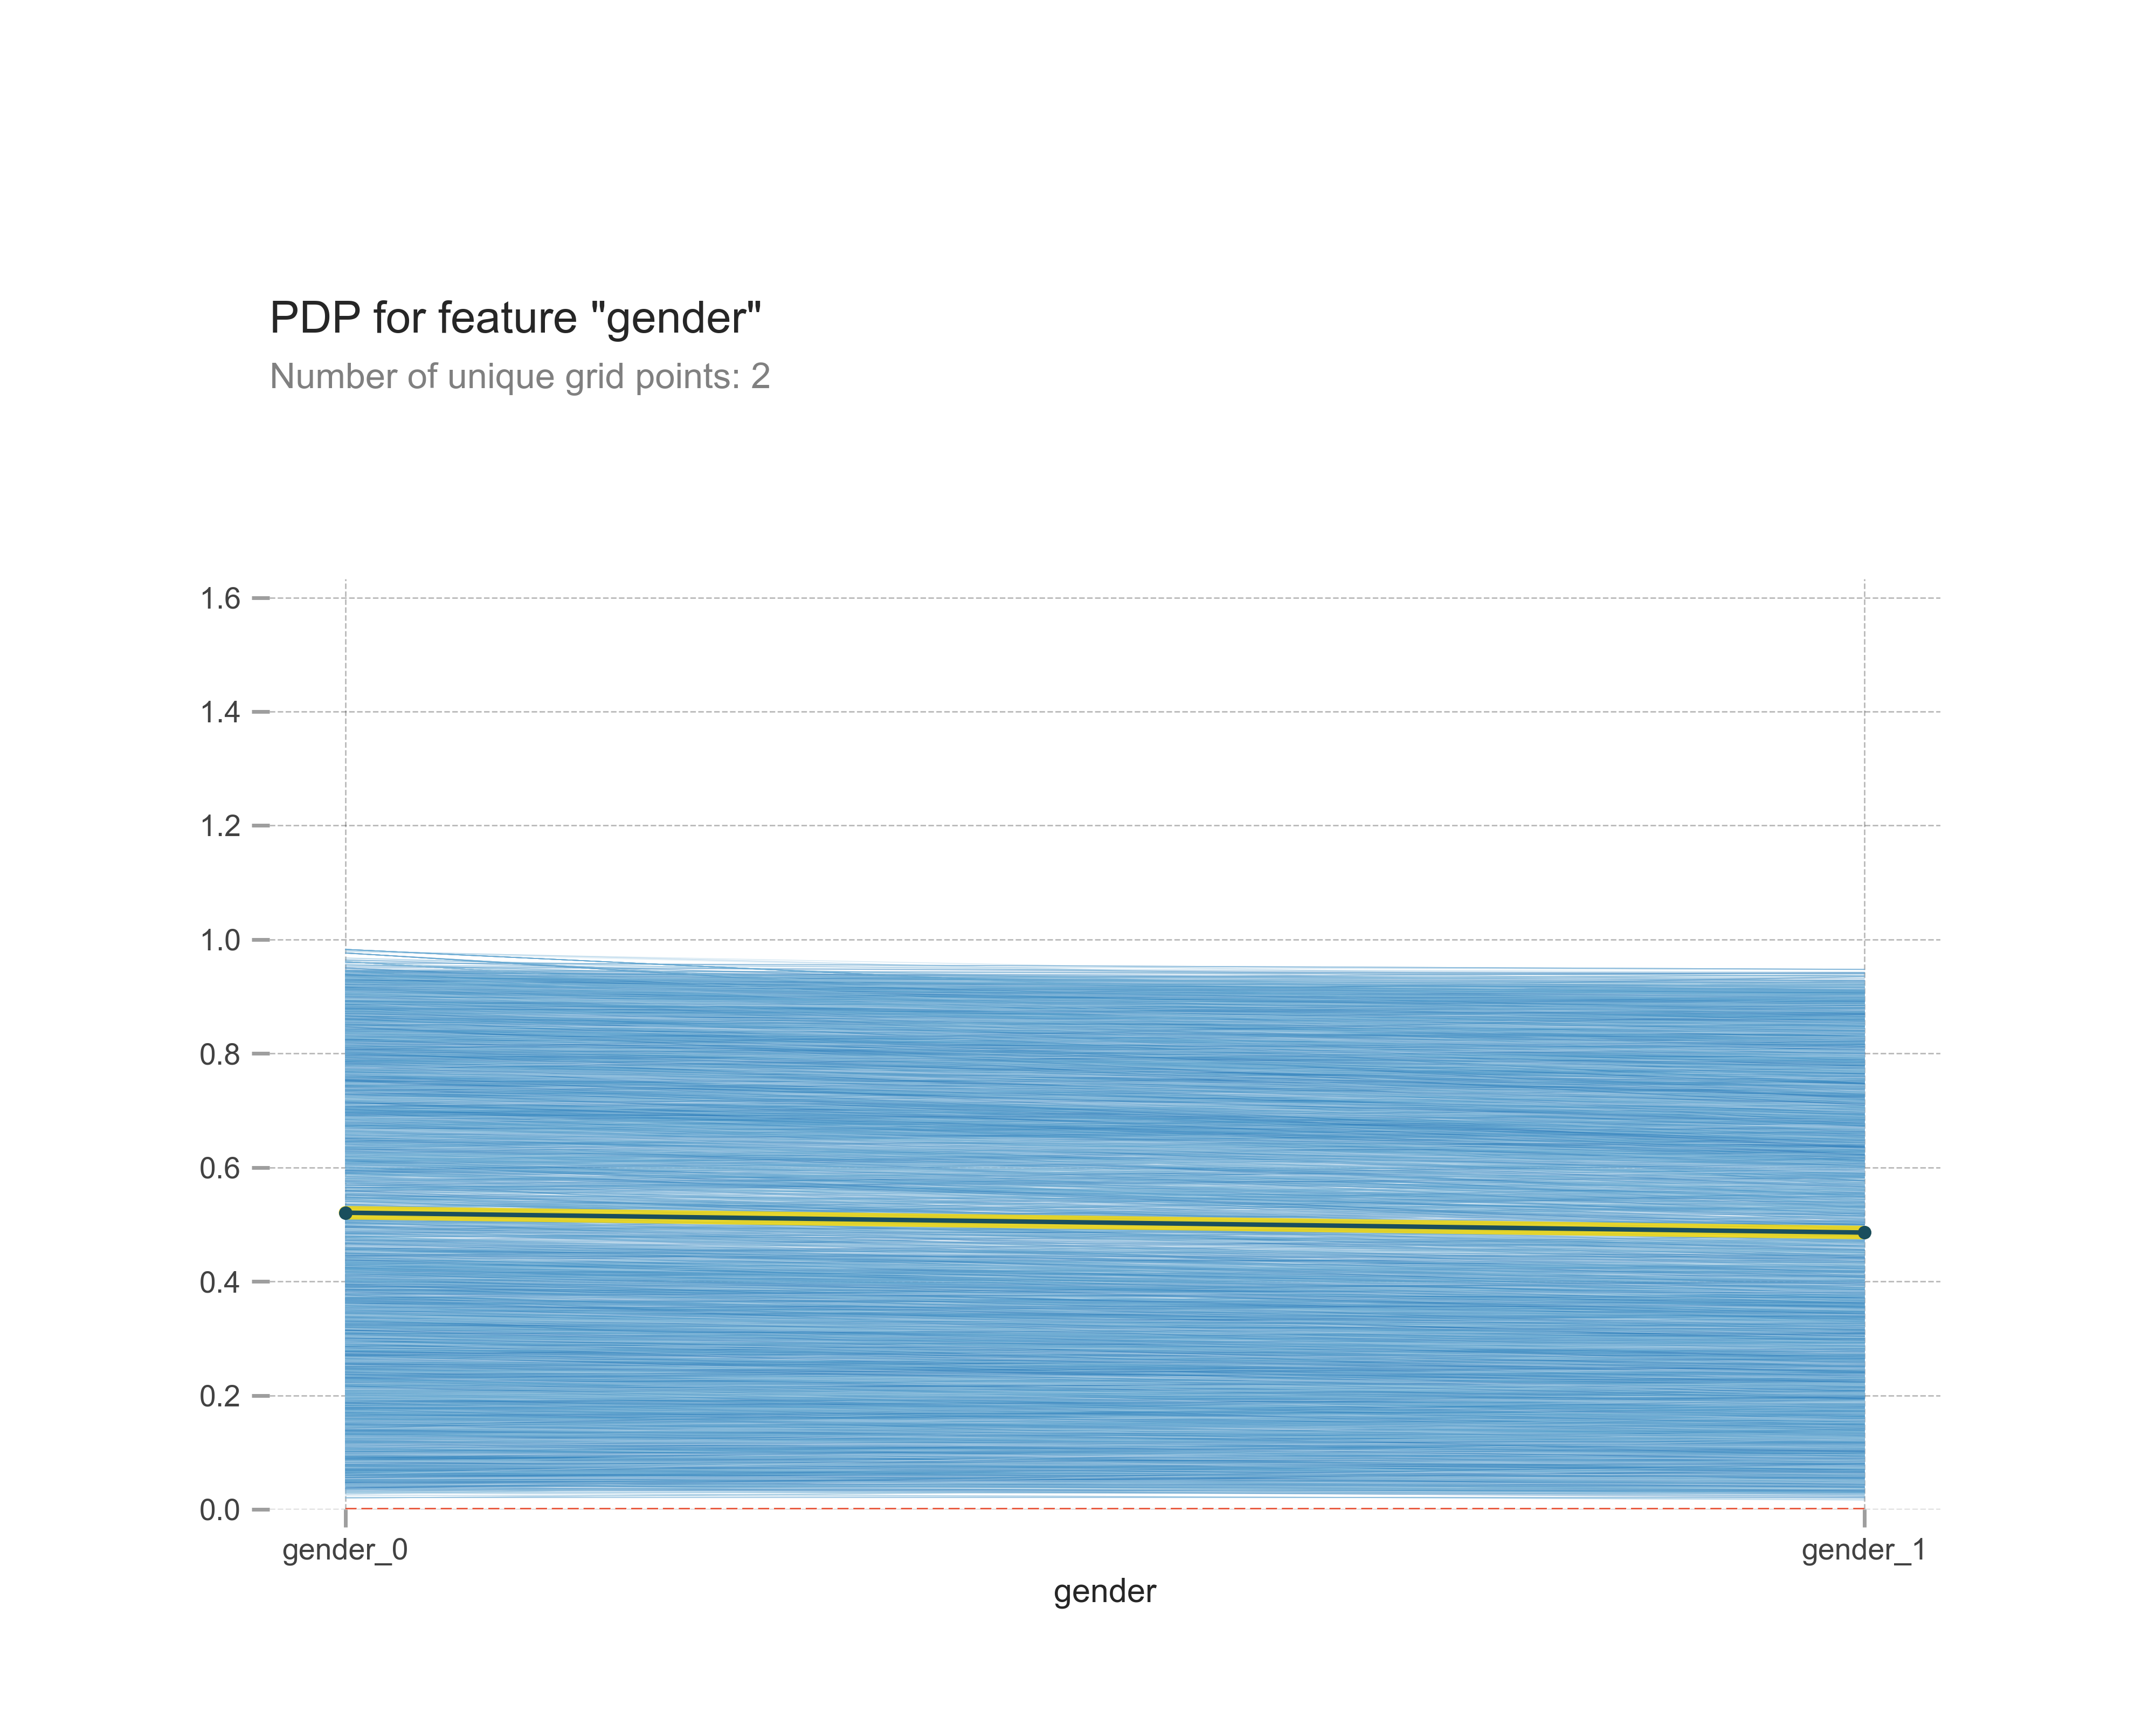 PDP for feature "gender"
Number of unique grid points: 2
1.6
1.4
1.2
1.0
0.8
0.6
0.4
0.2
0.0
gender_0
gender_1
gender